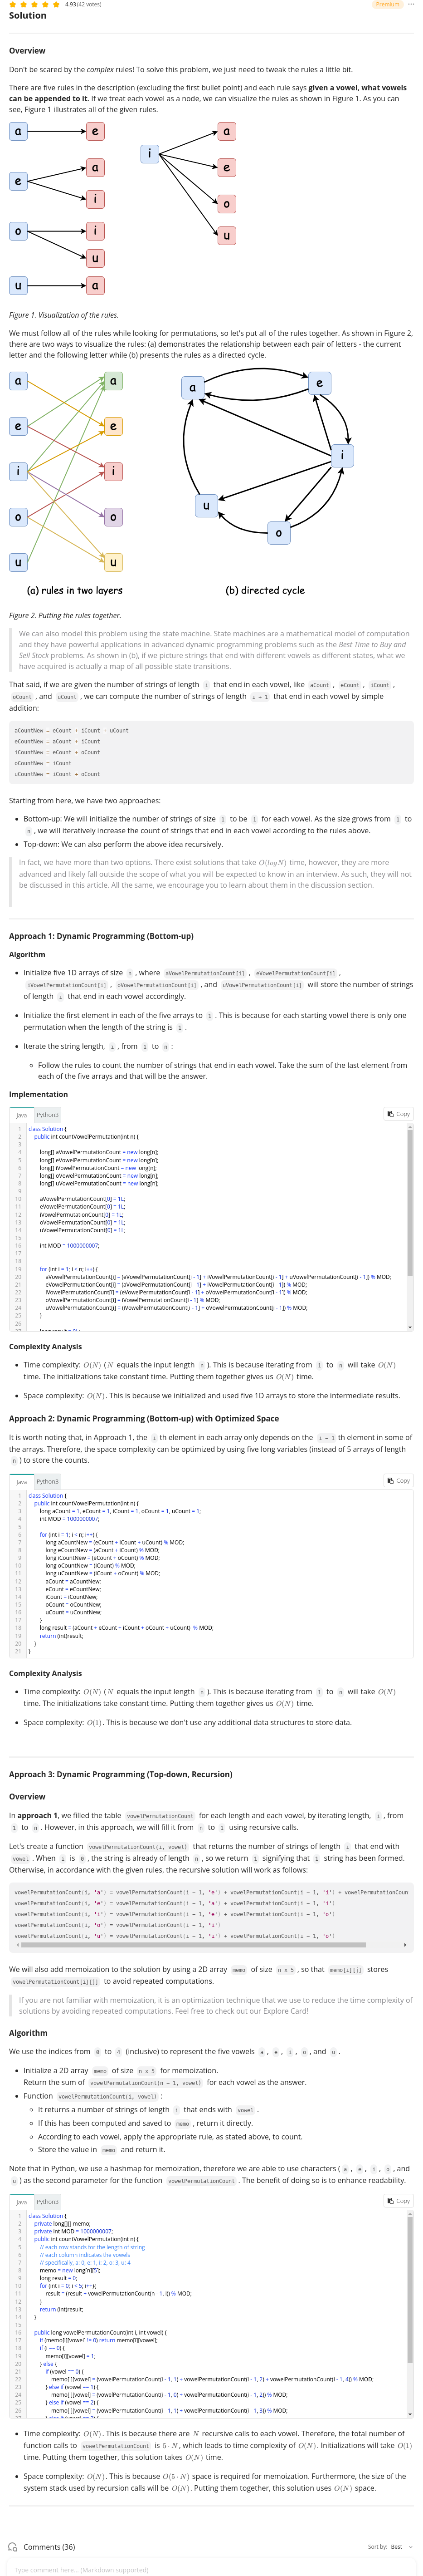 4.93 (42 votes)
Premium
Solution
Overview
Don't be scared by the complex rules! To solve this problem, we just need to tweak the rules a little bit.
There are five rules in the description (excluding the first bullet point) and each rule says given a vowel, what vowels
can be appended to it. If we treat each vowel as a node, we can visualize the rules as shown in Figure 1. As you can
see, Figure 1 illustrates all of the given rules.
a e
e a i
o i u
u a
i a e o u
Figure 1. Visualization of the rules.
We must follow all of the rules while looking for permutations, so let's put all of the rules together. As shown in Figure 2,
there are two ways to visualize the rules: (a) demonstrates the relationship between each pair of letters - the current
letter and the following letter while (b) presents the rules as a directed cycle.
a a
e e
i i
o o
u u
a e i o u
(a) rules in two layers
(b) directed cycle
Figure 2. Putting the rules together.
We can also model this problem using the state machine. State machines are a mathematical model of computation
and they have powerful applications in advanced dynamic programming problems such as the Best Time to Buy and
Sell Stock problems. As shown in (b), if we picture strings that end with different vowels as different states, what we
have acquired is actually a map of all possible state transitions.
That said, if we are given the number of strings of length i that end in each vowel, like aCount , eCount , iCount ,
oCount , and uCount , we can compute the number of strings of length i + 1 that end in each vowel by simple
addition:
aCountNew = eCount + iCount + uCount
eCountNew = aCount + iCount
iCountNew = eCount + oCount
oCountNew = iCount
uCountNew = iCount + oCount
Starting from here, we have two approaches:
• Bottom-up: We will initialize the number of strings of size 1 to be 1 for each vowel. As the size grows from 1 to
n , we will iteratively increase the count of strings that end in each vowel according to the rules above.
• Top-down: We can also perform the above idea recursively.
In fact, we have more than two options. There exist solutions that take O(logN) time, however, they are more
advanced and likely fall outside the scope of what you will be expected to know in an interview. As such, they will not
be discussed in this article. All the same, we encourage you to learn about them in the discussion section.
Approach 1: Dynamic Programming (Bottom-up)
Algorithm
• Initialize five 1D arrays of size n , where aVowelPermutationCount[i] , eVowelPermutationCount[i] ,
iVowelPermutationCount[i] , oVowelPermutationCount[i] , and uVowelPermutationCount[i] will store the number of strings
of length i that end in each vowel accordingly.
• Initialize the first element in each of the five arrays to 1 . This is because for each starting vowel there is only one
permutation when the length of the string is 1 .
• Iterate the string length, i , from 1 to n :
◦ Follow the rules to count the number of strings that end in each vowel. Take the sum of the last element from
each of the five arrays and that will be the answer.
Implementation
Java Python3 Copy
1 class Solution {
2 public int countVowelPermutation(int n) {
3
4 long[] aVowelPermutationCount = new long[n];
5 long[] eVowelPermutationCount = new long[n];
6 long[] iVowelPermutationCount = new long[n];
7 long[] oVowelPermutationCount = new long[n];
8 long[] uVowelPermutationCount = new long[n];
9
10 aVowelPermutationCount[0] = 1L;
11 eVowelPermutationCount[0] = 1L;
12 iVowelPermutationCount[0] = 1L;
13 oVowelPermutationCount[0] = 1L;
14 uVowelPermutationCount[0] = 1L;
15
16 int MOD = 1000000007;
17
18
19 for (int i = 1; i < n; i++) {
20 aVowelPermutationCount[i] = (eVowelPermutationCount[i - 1] + iVowelPermutationCount[i - 1] + uVowelPermutationCount[i - 1]) % MOD;
21 eVowelPermutationCount[i] = (aVowelPermutationCount[i - 1] + iVowelPermutationCount[i - 1]) % MOD;
22 iVowelPermutationCount[i] = (eVowelPermutationCount[i - 1] + oVowelPermutationCount[i - 1]) % MOD;
23 oVowelPermutationCount[i] = iVowelPermutationCount[i - 1] % MOD;
24 uVowelPermutationCount[i] = (iVowelPermutationCount[i - 1] + oVowelPermutationCount[i - 1]) % MOD;
25 }
26
Complexity Analysis
• Time complexity: O(N) (N equals the input length n ). This is because iterating from 1 to n will take O(N)
time. The initializations take constant time. Putting them together gives us O(N) time.
• Space complexity: O(N). This is because we initialized and used five 1D arrays to store the intermediate results.
Approach 2: Dynamic Programming (Bottom-up) with Optimized Space
It is worth noting that, in Approach 1, the i th element in each array only depends on the i - 1 th element in some of
the arrays. Therefore, the space complexity can be optimized by using five long variables (instead of 5 arrays of length
n ) to store the counts.
Java Python3 Copy
1 class Solution {
2 public int countVowelPermutation(int n) {
3 long aCount = 1, eCount = 1, iCount = 1, oCount = 1, uCount = 1;
4 int MOD = 1000000007;
5
6 for (int i = 1; i < n; i++) {
7 long aCountNew = (eCount + iCount + uCount) % MOD;
8 long eCountNew = (aCount + iCount) % MOD;
9 long iCountNew = (eCount + oCount) % MOD;
10 long oCountNew = (iCount) % MOD;
11 long uCountNew = (iCount + oCount) % MOD;
12 aCount = aCountNew;
13 eCount = eCountNew;
14 iCount = iCountNew;
15 oCount = oCountNew;
16 uCount = uCountNew;
17 }
18 long result = (aCount + eCount + iCount + oCount + uCount) % MOD;
19 return (int)result;
20 }
21 }
Complexity Analysis
• Time complexity: O(N) (N equals the input length n ). This is because iterating from 1 to n will take O(N)
time. The initializations take constant time. Putting them together gives us O(N) time.
• Space complexity: O(1). This is because we don't use any additional data structures to store data.
Approach 3: Dynamic Programming (Top-down, Recursion)
Overview
In approach 1, we filled the table vowelPermutationCount for each length and each vowel, by iterating length, i , from
1 to n . However, in this approach, we will fill it from n to 1 using recursive calls.
Let's create a function vowelPermutationCount(i, vowel) that returns the number of strings of length i that end with
vowel . When i is 0 , the string is already of length n , so we return 1 signifying that 1 string has been formed.
Otherwise, in accordance with the given rules, the recursive solution will work as follows:
vowelPermutationCount(i, 'a') = vowelPermutationCount(i - 1, 'e') + vowelPermutationCount(i - 1, 'i') + vowelPermutationCoun
vowelPermutationCount(i, 'e') = vowelPermutationCount(i - 1, 'a') + vowelPermutationCount(i - 1, 'i')
vowelPermutationCount(i, 'i') = vowelPermutationCount(i - 1, 'e') + vowelPermutationCount(i - 1, 'o')
vowelPermutationCount(i, 'o') = vowelPermutationCount(i - 1, 'i')
vowelPermutationCount(i, 'u') = vowelPermutationCount(i - 1, 'i') + vowelPermutationCount(i - 1, 'o')
We will also add memoization to the solution by using a 2D array memo of size n x 5 , so that memo[i][j] stores
vowelPermutationCount[i][j] to avoid repeated computations.
If you are not familiar with memoization, it is an optimization technique that we use to reduce the time complexity of
solutions by avoiding repeated computations. Feel free to check out our Explore Card!
Algorithm
We use the indices from 0 to 4 (inclusive) to represent the five vowels a , e , i , o , and u .
• Initialize a 2D array memo of size n x 5 for memoization.
Return the sum of vowelPermutationCount(n - 1, vowel) for each vowel as the answer.
• Function vowelPermutationCount(i, vowel) :
◦ It returns a number of strings of length i that ends with vowel .
◦ If this has been computed and saved to memo , return it directly.
◦ According to each vowel, apply the appropriate rule, as stated above, to count.
◦ Store the value in memo and return it.
Note that in Python, we use a hashmap for memoization, therefore we are able to use characters ( a , e , i , o , and
u ) as the second parameter for the function vowelPermutationCount . The benefit of doing so is to enhance readability.
Java Python3 Copy
1 class Solution {
2 private long[][] memo;
3 private int MOD = 1000000007;
4 public int countVowelPermutation(int n) {
5 // each row stands for the length of string
6 // each column indicates the vowels
7 // specifically, a: 0, e: 1, i: 2, o: 3, u: 4
8 memo = new long[n][5];
9 long result = 0;
10 for (int i = 0; i < 5; i++){
11 result = (result + vowelPermutationCount(n - 1, i)) % MOD;
12 }
13 return (int)result;
14 }
15
16 public long vowelPermutationCount(int i, int vowel) {
17 if (memo[i][vowel] != 0) return memo[i][vowel];
18 if (i == 0) {
19 memo[i][vowel] = 1;
20 } else {
21 if (vowel == 0) {
22 memo[i][vowel] = (vowelPermutationCount(i - 1, 1) + vowelPermutationCount(i - 1, 2) + vowelPermutationCount(i - 1, 4)) % MOD;
23 } else if (vowel == 1) {
24 memo[i][vowel] = (vowelPermutationCount(i - 1, 0) + vowelPermutationCount(i - 1, 2)) % MOD;
25 } else if (vowel == 2) {
26 memo[i][vowel] = (vowelPermutationCount(i - 1, 1) + vowelPermutationCount(i - 1, 3)) % MOD;
• Time complexity: O(N). This is because there are N recursive calls to each vowel. Therefore, the total number of
function calls to vowelPermutationCount is 5 · N, which leads to time complexity of O(N). Initializations will take O(1)
time. Putting them together, this solution takes O(N) time.
• Space complexity: O(N). This is because O(5 · N) space is required for memoization. Furthermore, the size of the
system stack used by recursion calls will be O(N). Putting them together, this solution uses O(N) space.
Comments (36)
Sort by: Best
Type comment here... (Markdown supported)